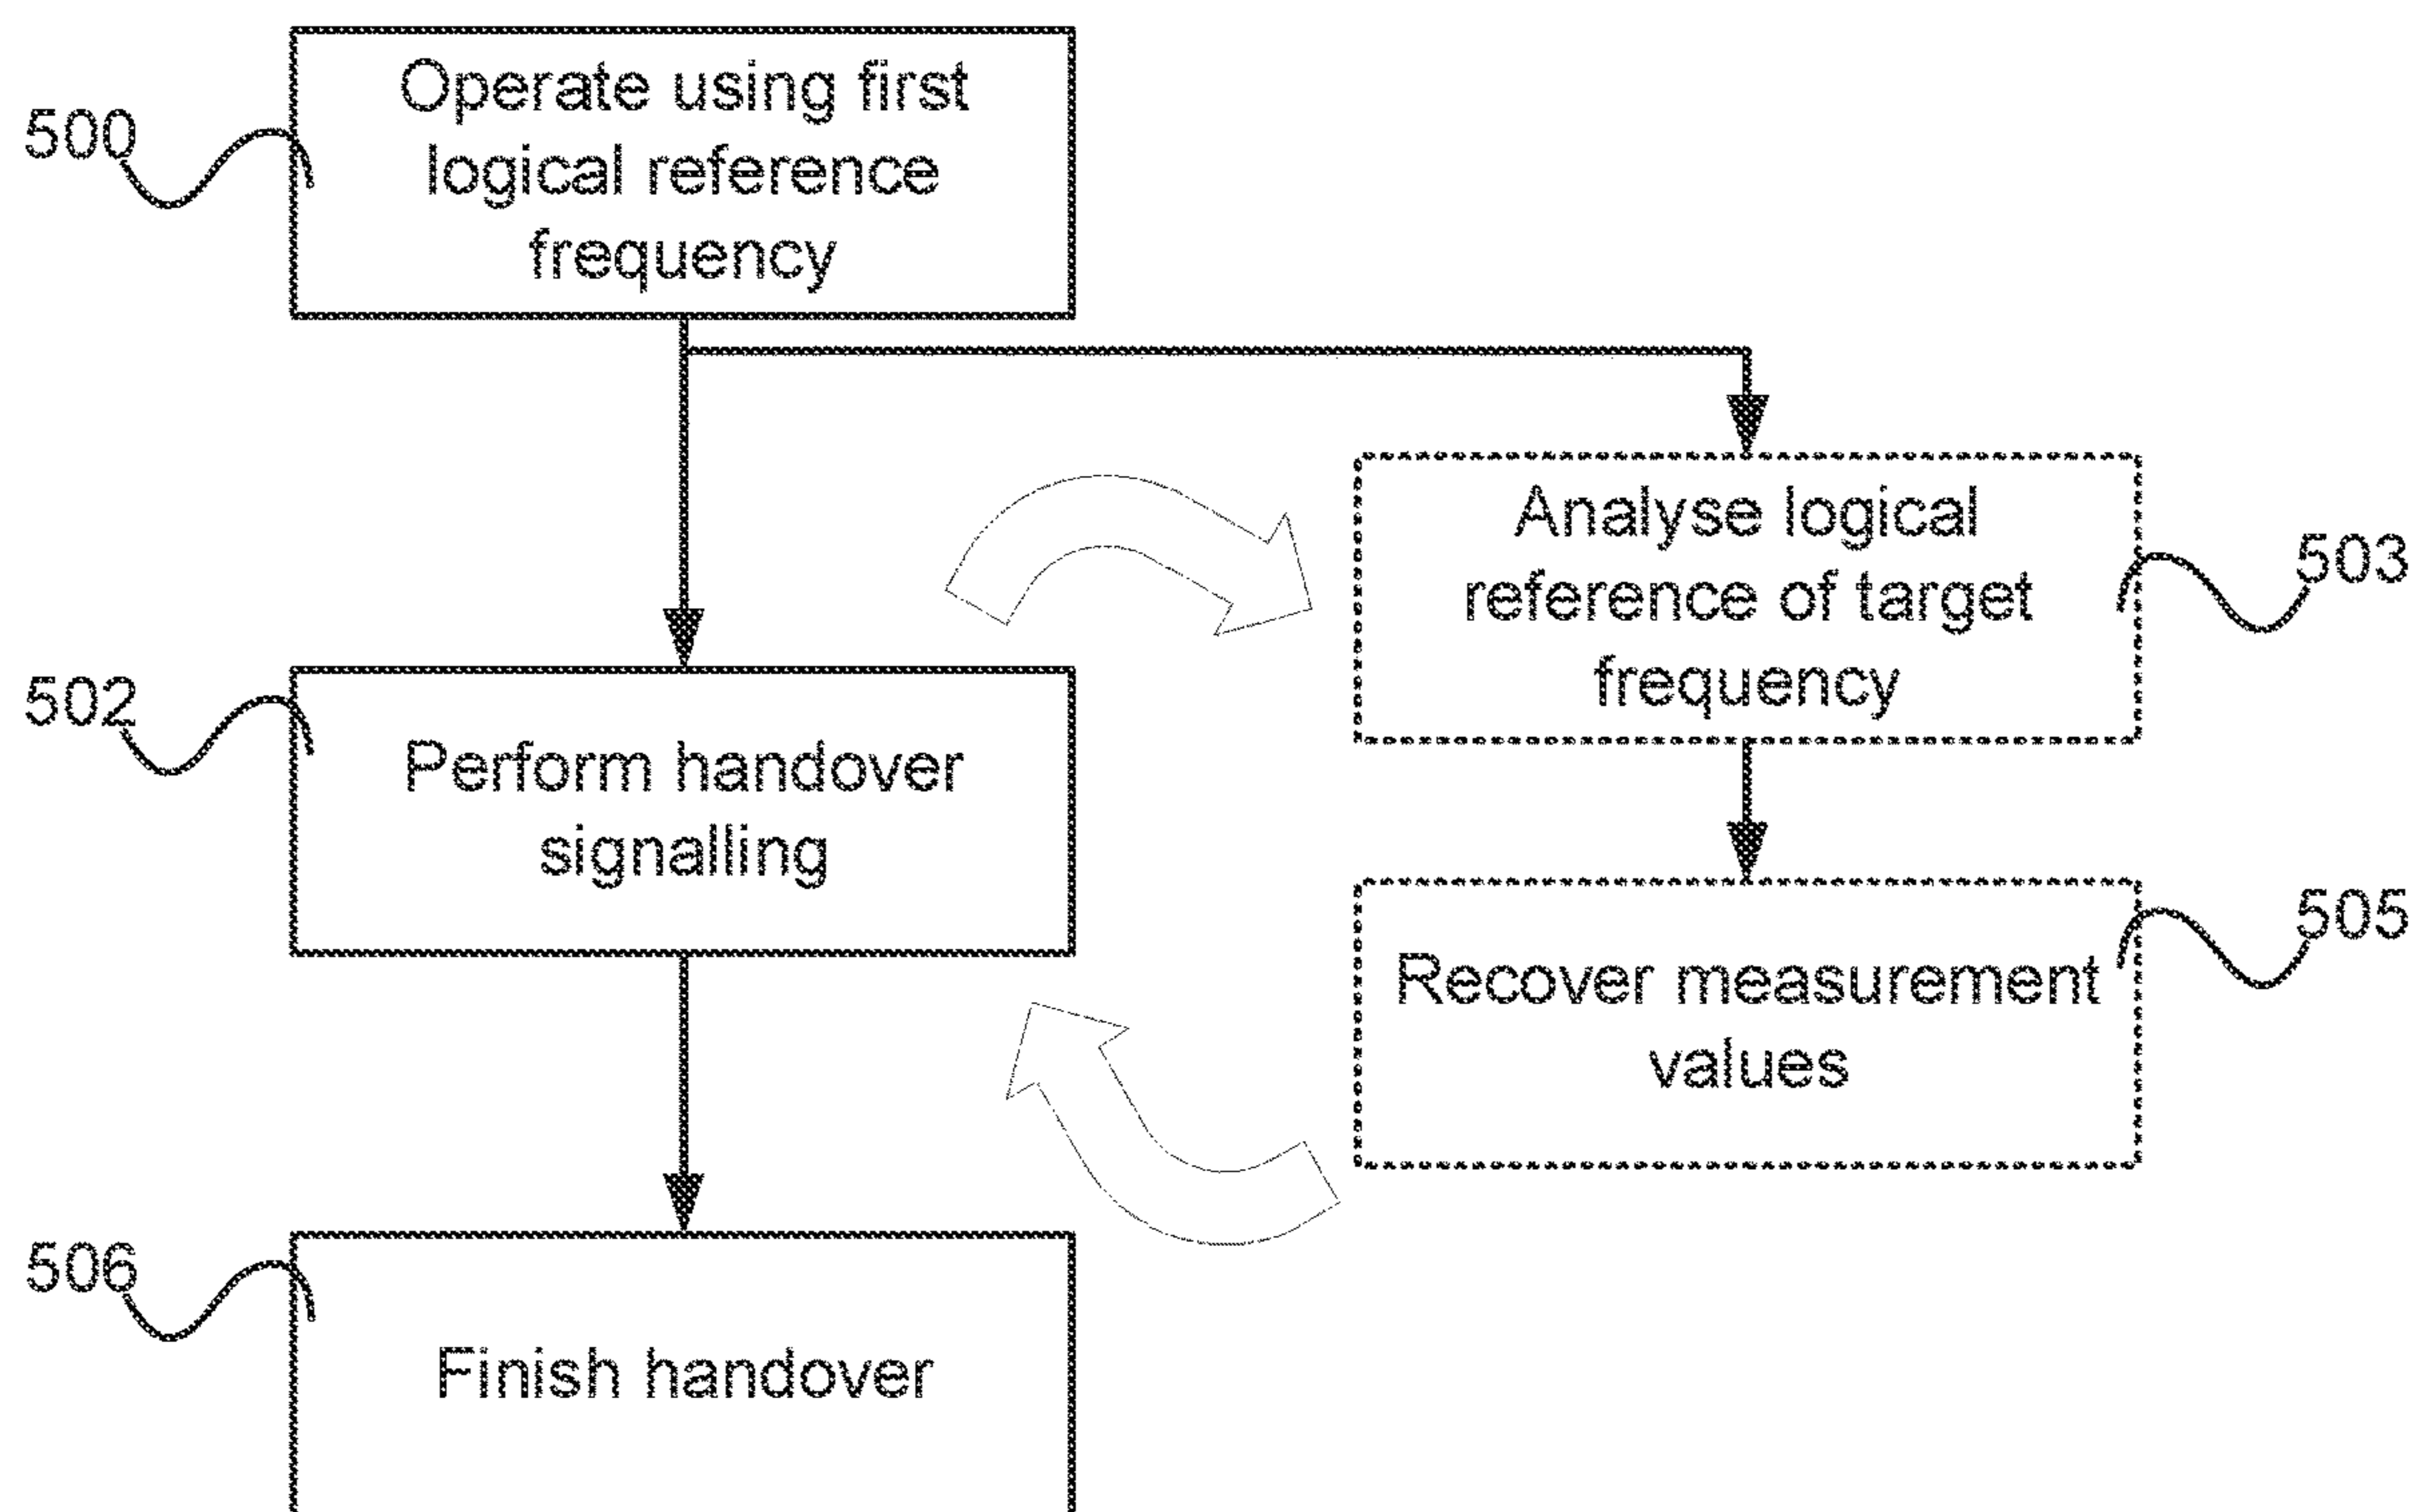 500
Operate using first
logical reference
frequency
Analyse logical
reference of target
frequency
503
502
Perform handover
signalling
Recover measurement
values
505
506
Finish handover